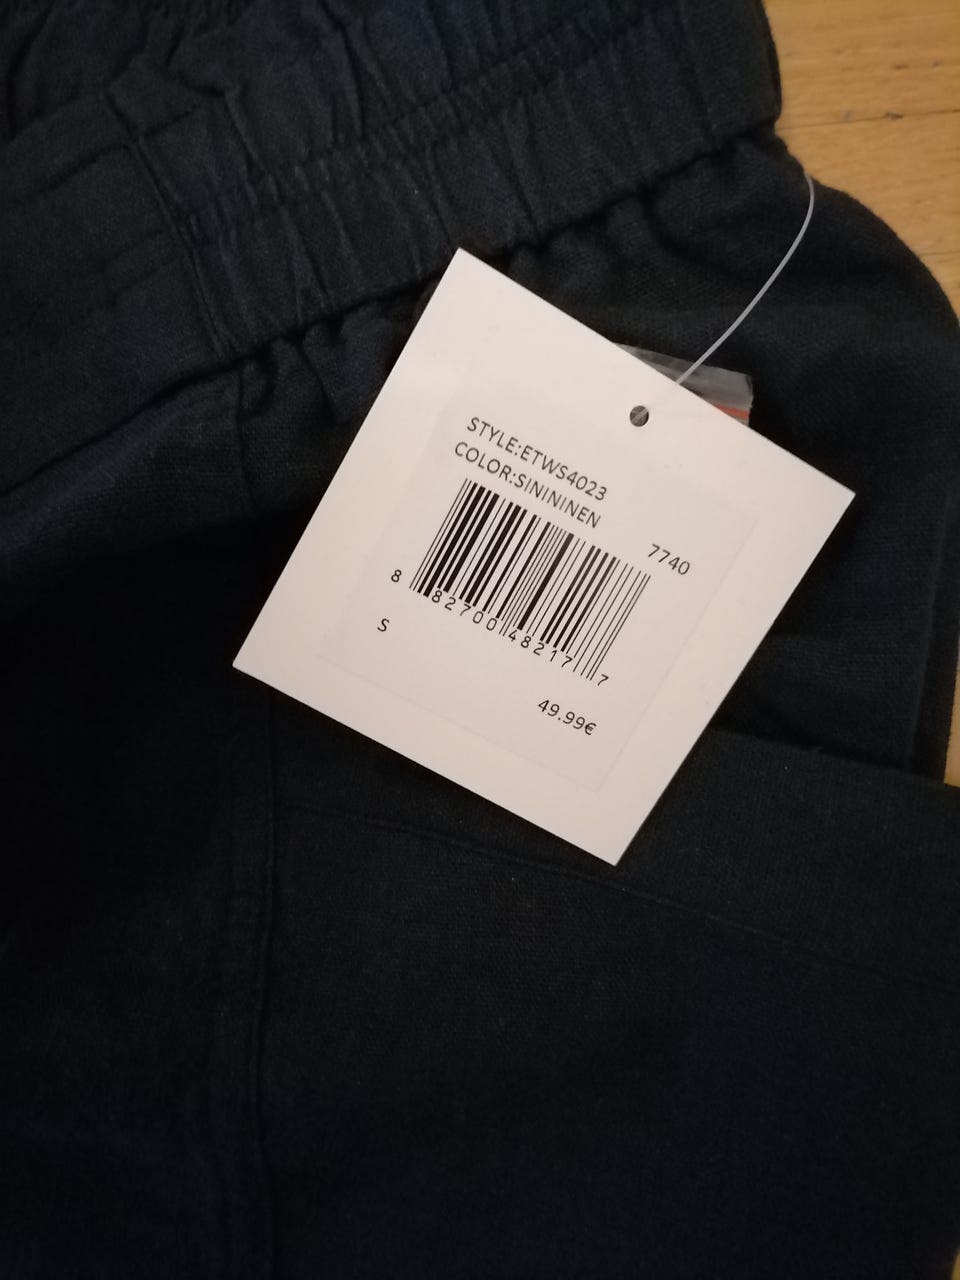 STYLE:ETWS4023
COLOR:SINININEN
7740
8 82700 48217 7
S
49.99€